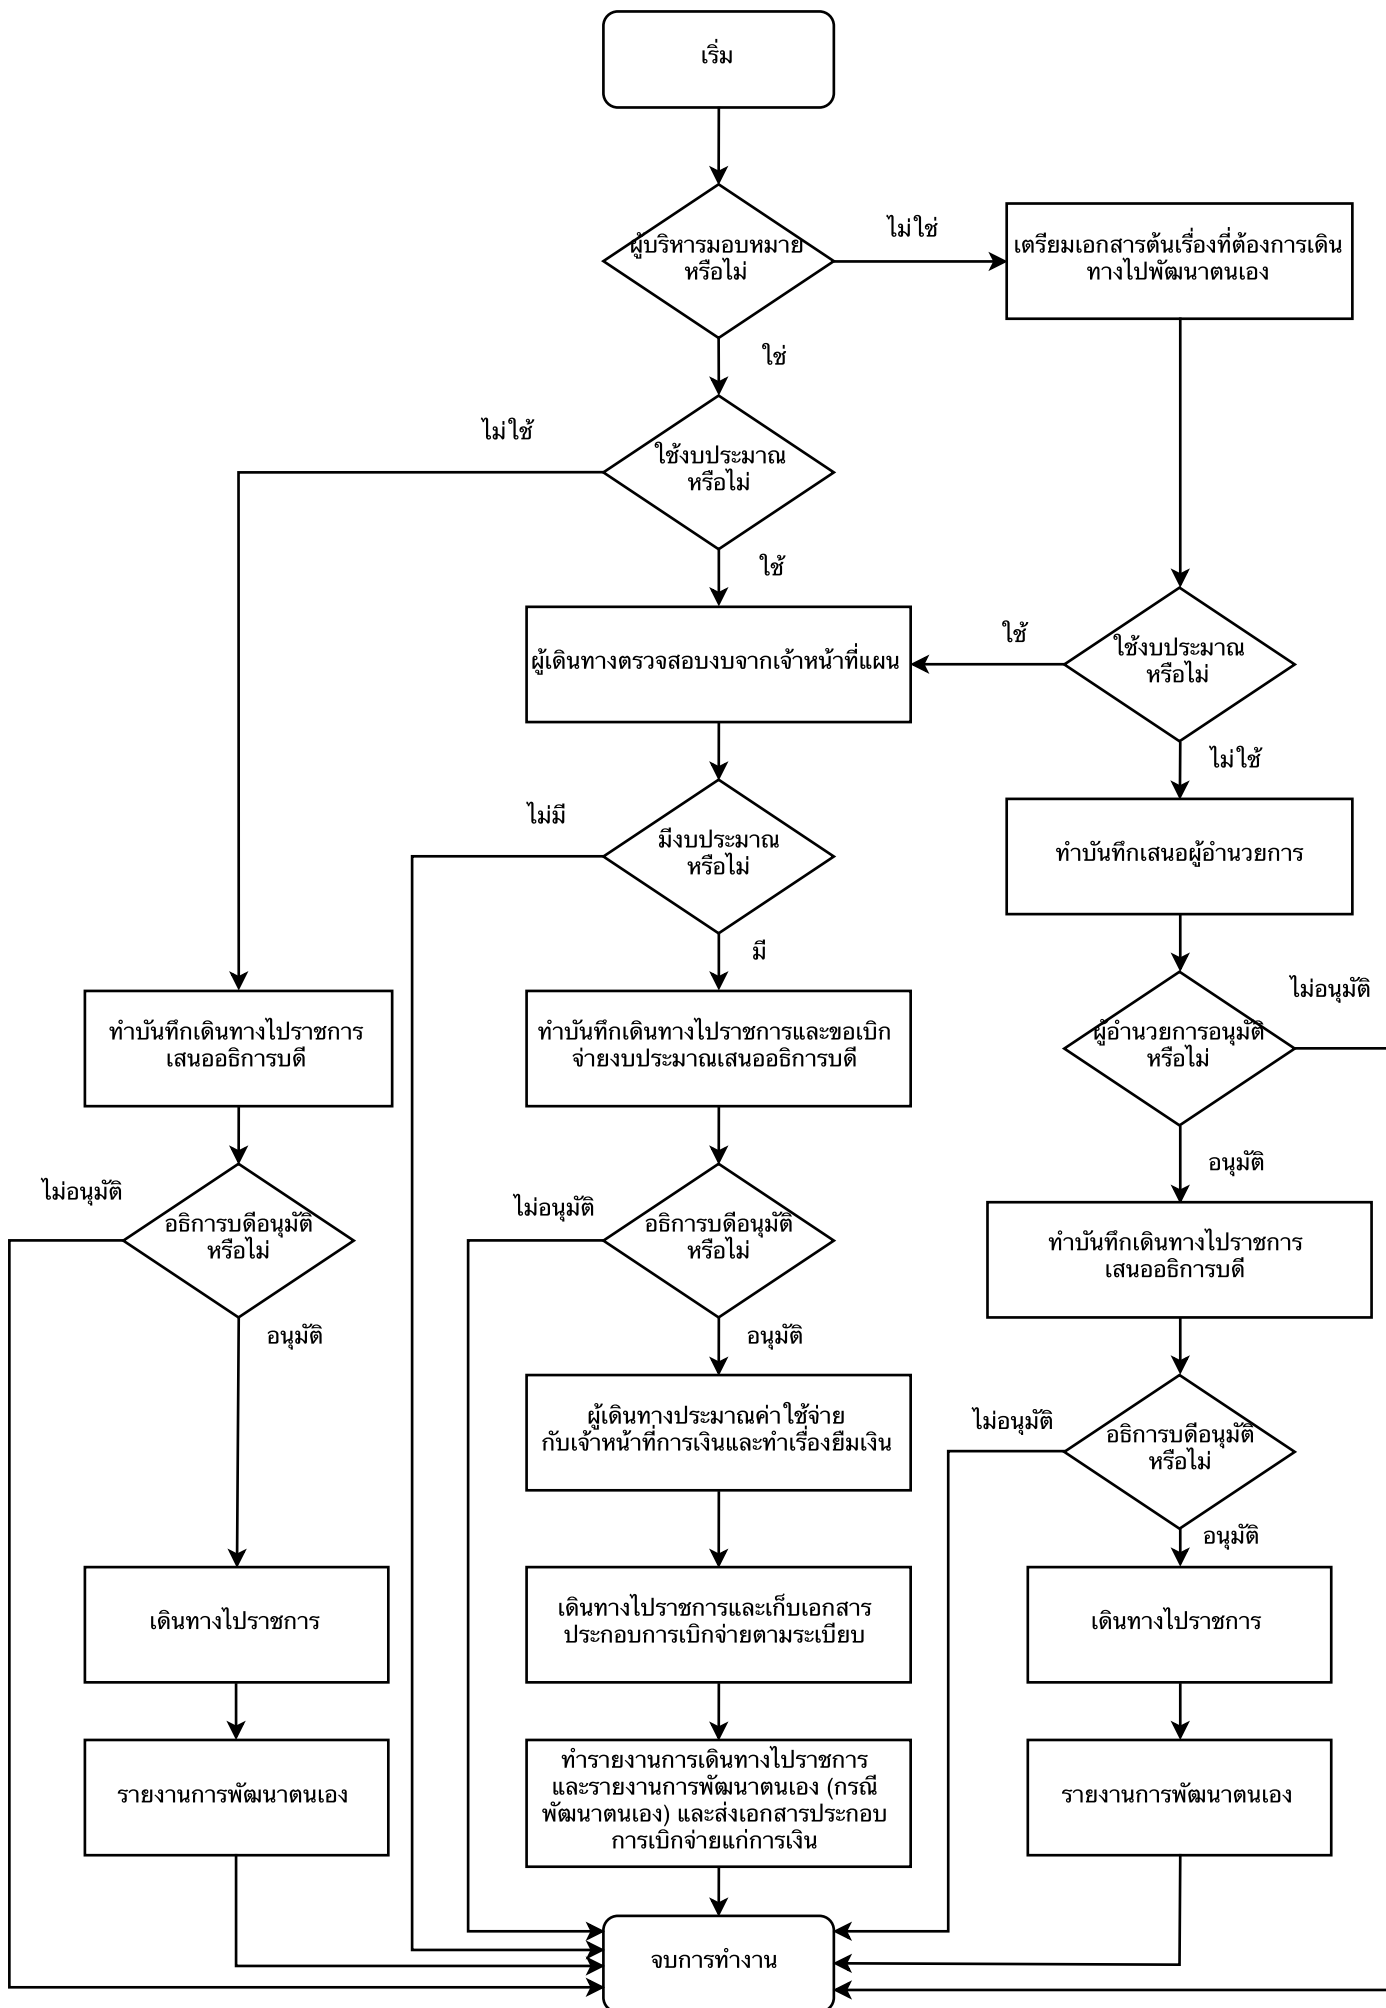 เริ่ม
ผู้บริหารมอบหมาย
หรือไม่
ไม่ใช่
เตรียมเอกสารต้นเรื่องที่ต้องการเดิน
ทางไปพัฒนาตนเอง
ใช่
ไม่ใช้
ใช้งบประมาณ
หรือไม่
ใช้
ผู้เดินทางตรวจสอบงบจากเจ้าหน้าที่แผน
ใช้
ใช้งบประมาณ
หรือไม่
ไม่ใช้
ไม่มี
มีงบประมาณ
หรือไม่
ทำบันทึกเสนอผู้อำนวยการ
มี
ทำบันทึกเดินทางไปราชการ
เสนออธิการบดี
ทำบันทึกเดินทางไปราชการและขอเบิก
จ่ายงบประมาณเสนออธิการบดี
ผู้อำนวยการอนุมัติ
หรือไม่
ไม่อนุมัติ
อนุมัติ
ไม่อนุมัติ
อธิการบดีอนุมัติ
หรือไม่
ไม่อนุมัติ
อธิการบดีอนุมัติ
หรือไม่
ทำบันทึกเดินทางไปราชการ
เสนออธิการบดี
อนุมัติ
อนุมัติ
ผู้เดินทางประมาณค่าใช้จ่าย
กับเจ้าหน้าที่การเงินและทำเรื่องยืมเงิน
ไม่อนุมัติ
อธิการบดีอนุมัติ
หรือไม่
อนุมัติ
เดินทางไปราชการ
เดินทางไปราชการและเก็บเอกสาร
ประกอบการเบิกจ่ายตามระเบียบ
เดินทางไปราชการ
รายงานการพัฒนาตนเอง
ทำรายงานการเดินทางไปราชการ
และรายงานการพัฒนาตนเอง (กรณี
พัฒนาตนเอง) และส่งเอกสารประกอบ
การเบิกจ่ายแก่การเงิน
รายงานการพัฒนาตนเอง
จบการทำงาน